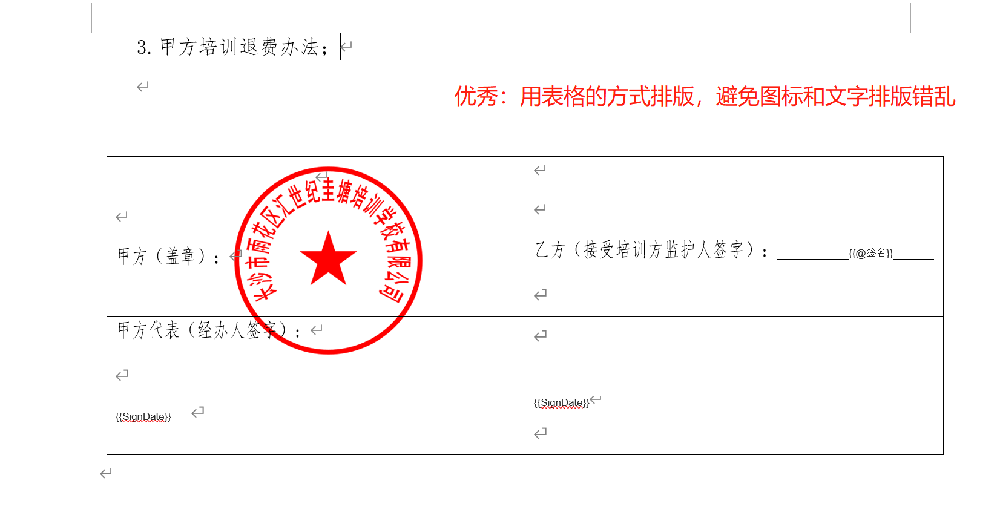 3.甲方培训退费办法；
优秀：用表格的方式排版，避免图标和文字排版错乱
长沙市雨花区汇世纪圭塘培训学校有限公司
甲方（盖章）：
乙方（接受培训方监护人签字）：{{@签名}}
甲方代表（经办人签字）：
{{SignDate}}
{{SignDate}}